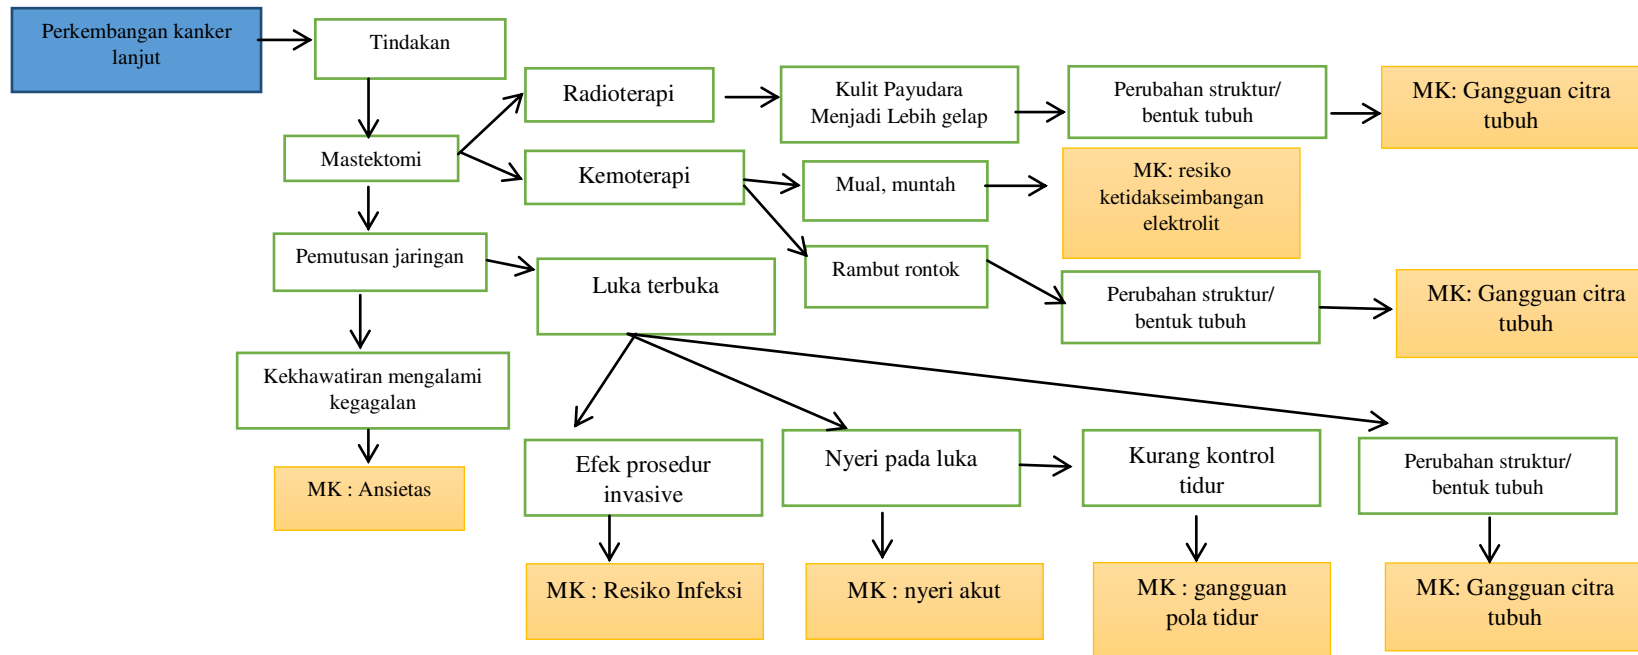 Perkembangan kanker
lanjut
Tindakan
Radioterapi
Kulit Payudara
Menjadi Lebih gelap
Perubahan struktur/
bentuk tubuh
MK: Gangguan citra
tubuh
Mastektomi
Kemoterapi
Mual, muntah
MK: resiko
ketidakseimbangan
elektrolit
Pemutusan jaringan
Luka terbuka
Rambut rontok
Perubahan struktur/
bentuk tubuh
MK: Gangguan citra
tubuh
Kekhawatiran mengalami
kegagalan
MK : Ansietas
Efek prosedur
invasive
Nyeri pada luka
Kurang kontrol
tidur
Perubahan struktur/
bentuk tubuh
MK : Resiko Infeksi
MK : nyeri akut
MK : gangguan
pola tidur
MK: Gangguan citra
tubuh